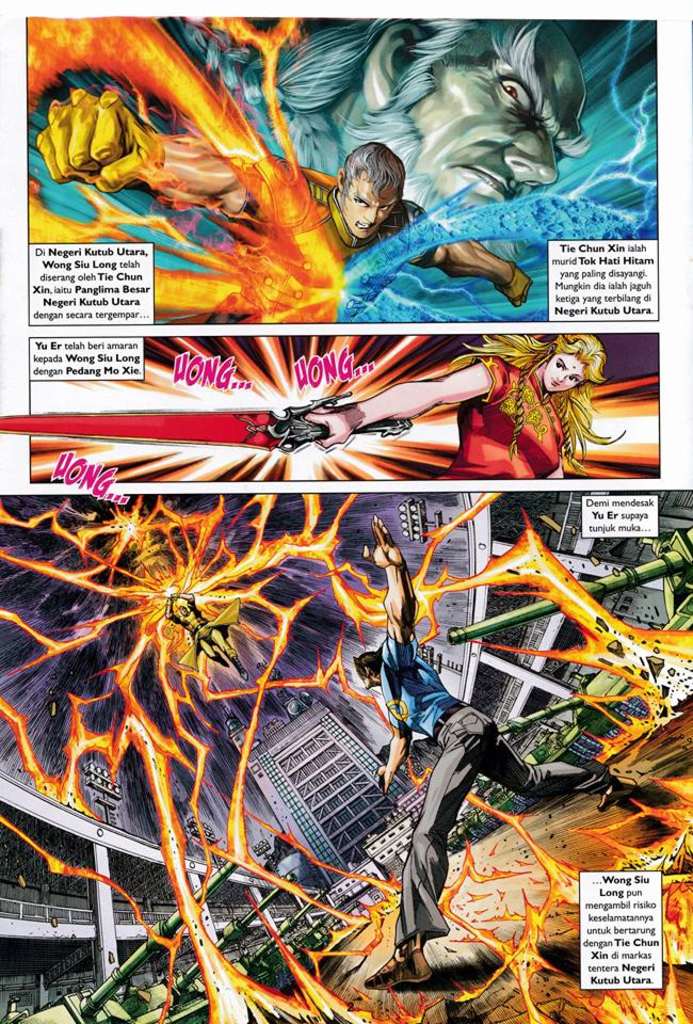 Di Negeri Kutub Utara,
Wong Siu Long telah
diserang oleh Tie Chun
Xin, iaitu Panglima Besar
Negeri Kutub Utara
dengan secara tergempar...
Tie Chun Xin ialah
murid Tok Hati Hitam
yang paling disayangi.
Mungkin dia ialah jaguh
ketiga yang terbilang di
Negeri Kutub Utara.
Yu Er telah beri amaran
kepada Wong Siu Long
dengan Pedang Mo Xie.
UONG...
UONG...
UONG...
Demi mendesak
Yu Er supaya
tunjuk muka...
...Wong Siu
Long pun
mengambil risiko
keselamatannya
untuk bertarung
dengan Tie Chun
Xin di markas
tentera Negeri
Kutub Utara.